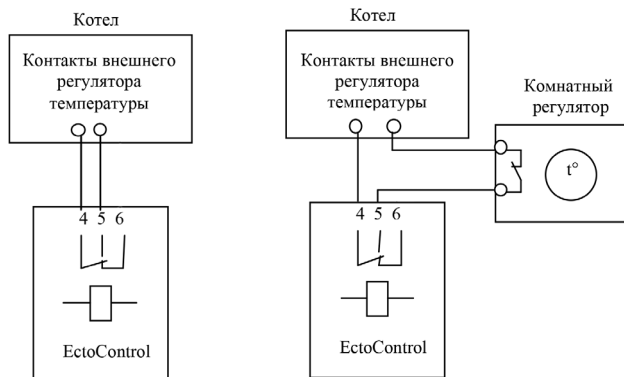 Котел
Контакты внешнего
регулятора
температуры
4 5 6
EctoControl
Котел
Контакты внешнего
регулятора
температуры
Комнатный
регулятор
t°
4 5 6
EctoControl